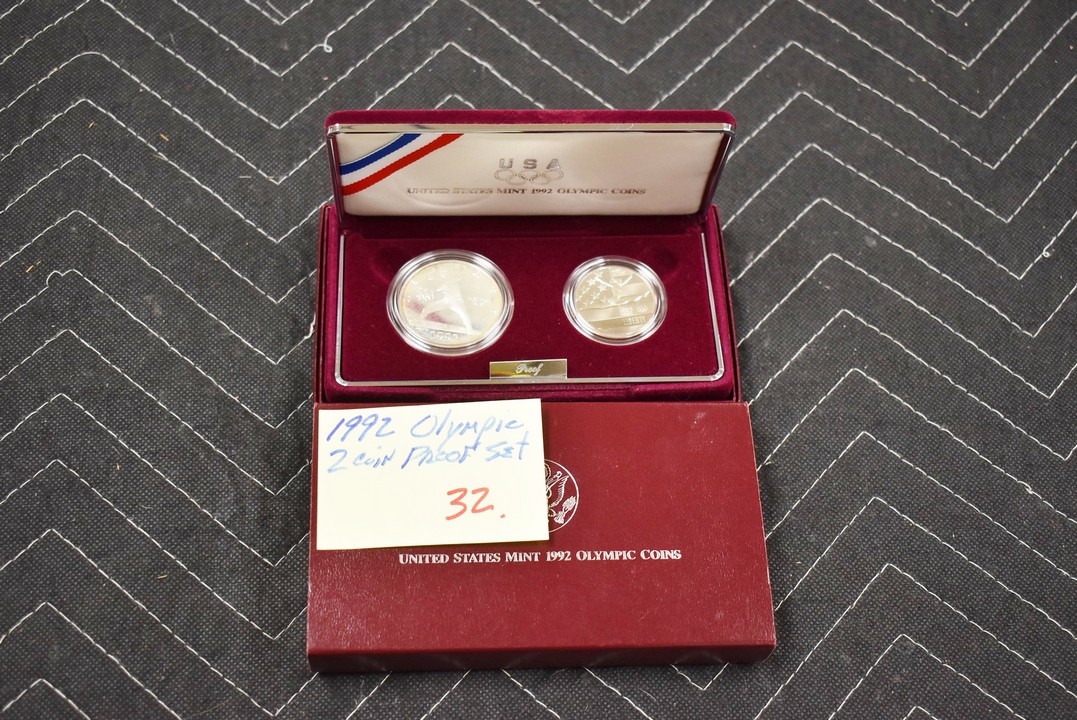 USA
UNITED STATES MINT 1992 OLYMPIC COINS
LIBERTY
Proof
1992 Olympic
2 coin Proof Set
32.
UNITED STATES MINT 1992 OLYMPIC COINS